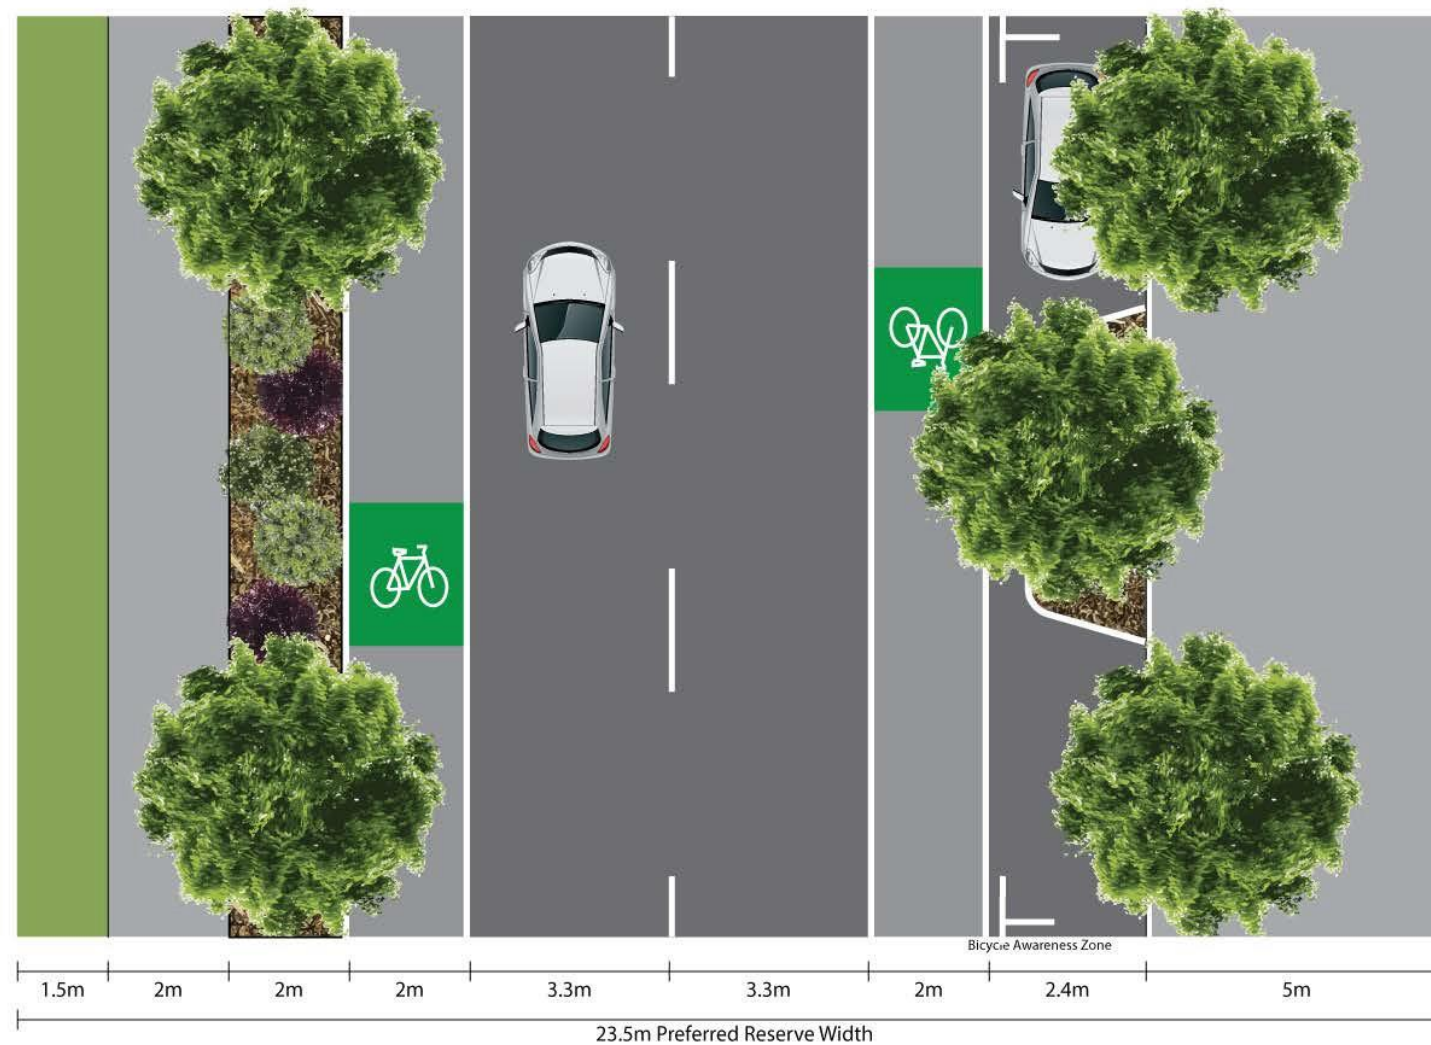 Bicycle Awareness Zone
1.5m 2m 2m 2m 3.3m 3.3m 2m 2.4m 5m
23.5m Preferred Reserve Width